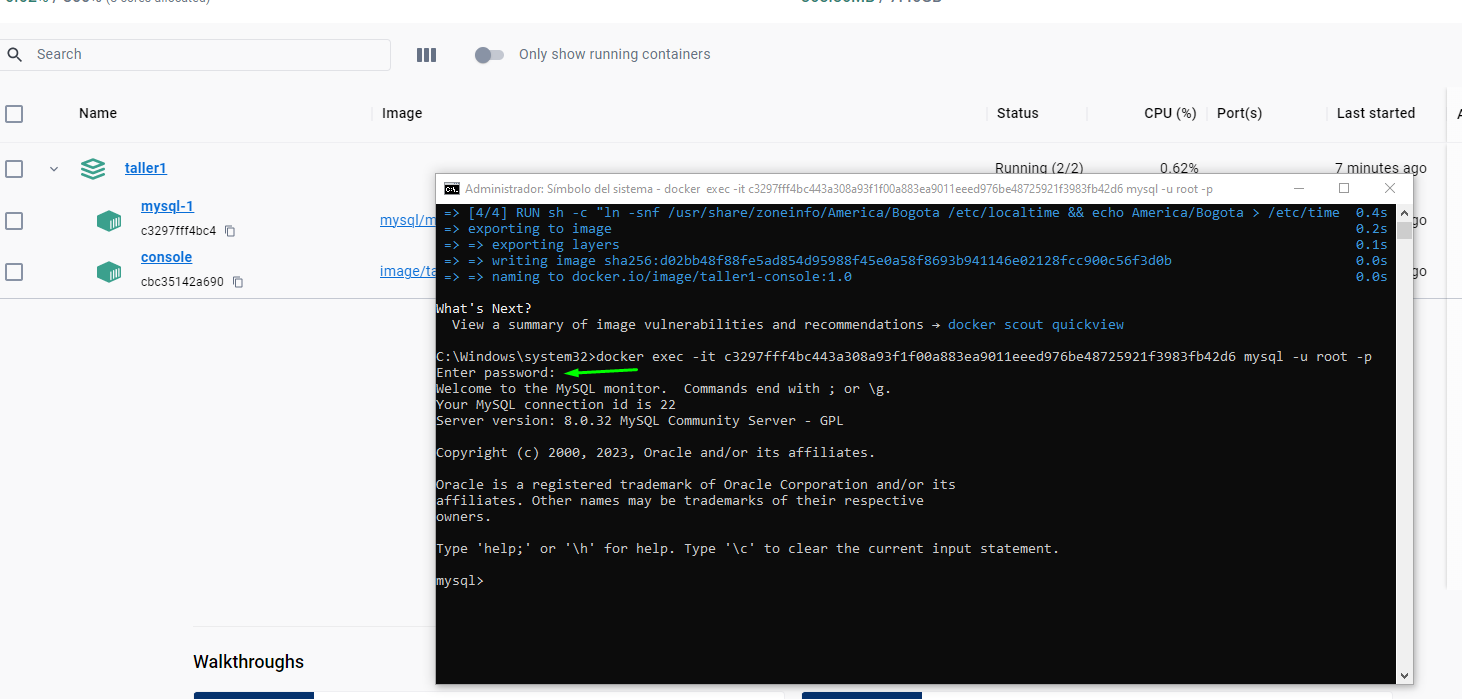 Search
Only show running containers
Name Image Status CPU (%) Port(s) Last started
taller1 Running (2/2) 0.62% 7 minutes ago
mysql-1
c3297fff4bc4
mysql/m
go
console
cbc35142a690
image/ta
go
Administrador: Símbolo del sistema - docker exec -it c3297fff4bc443a308a93f1f00a883ea9011eeed976be48725921f3983fb42d6 mysql -u root -p
=> [4/4] RUN sh -c "ln -snf /usr/share/zoneinfo/America/Bogota /etc/localtime && echo America/Bogota > /etc/time 0.4s
=> exporting to image 0.2s
=> => exporting layers 0.1s
=> => writing image sha256:d02bb48f88fe5ad854d95988f45e0a58f8693b941146e02128fcc900c56f3d0b 0.0s
=> => naming to docker.io/image/taller1-console:1.0 0.0s
What's Next?
View a summary of image vulnerabilities and recommendations → docker scout quickview
C:\Windows\system32>docker exec -it c3297fff4bc443a308a93f1f00a883ea9011eeed976be48725921f3983fb42d6 mysql -u root -p
Enter password:
Welcome to the MySQL monitor. Commands end with ; or \g.
Your MySQL connection id is 22
Server version: 8.0.32 MySQL Community Server - GPL
Copyright (c) 2000, 2023, Oracle and/or its affiliates.
Oracle is a registered trademark of Oracle Corporation and/or its
affiliates. Other names may be trademarks of their respective
owners.
Type 'help;' or '\h' for help. Type '\c' to clear the current input statement.
mysql>
Walkthroughs